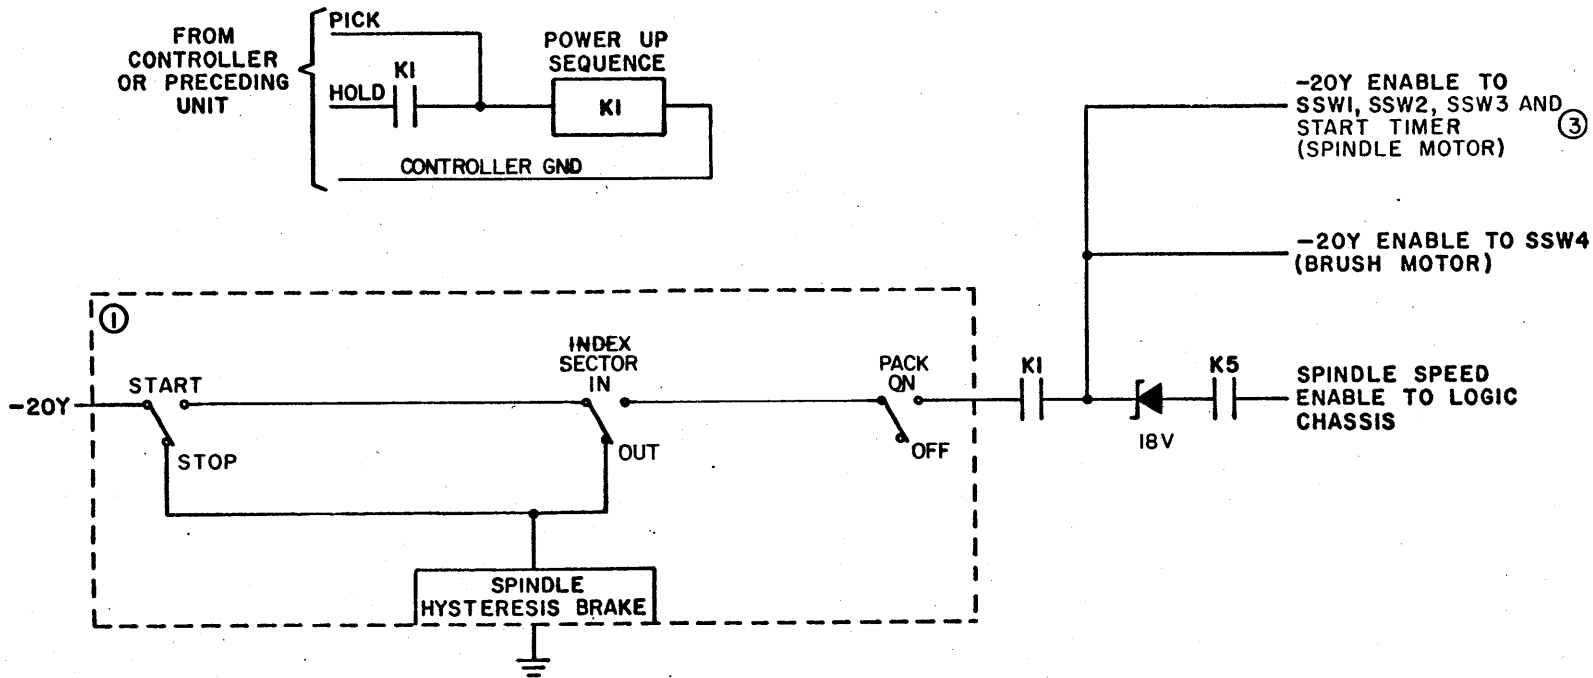 FROM
CONTROLLER
OR PRECEDING
UNIT
PICK
HOLD
K1
POWER UP
SEQUENCE
K1
CONTROLLER GND
-20Y ENABLE TO
SSW1, SSW2, SSW3 AND
START TIMER
(SPINDLE MOTOR)
3
-20Y ENABLE TO SSW4
(BRUSH MOTOR)
1
-20Y
START
STOP
INDEX
SECTOR
IN
OUT
PACK
ON
OFF
K1
18V
K5
SPINDLE SPEED
ENABLE TO LOGIC
CHASSIS
SPINDLE
HYSTERESIS BRAKE